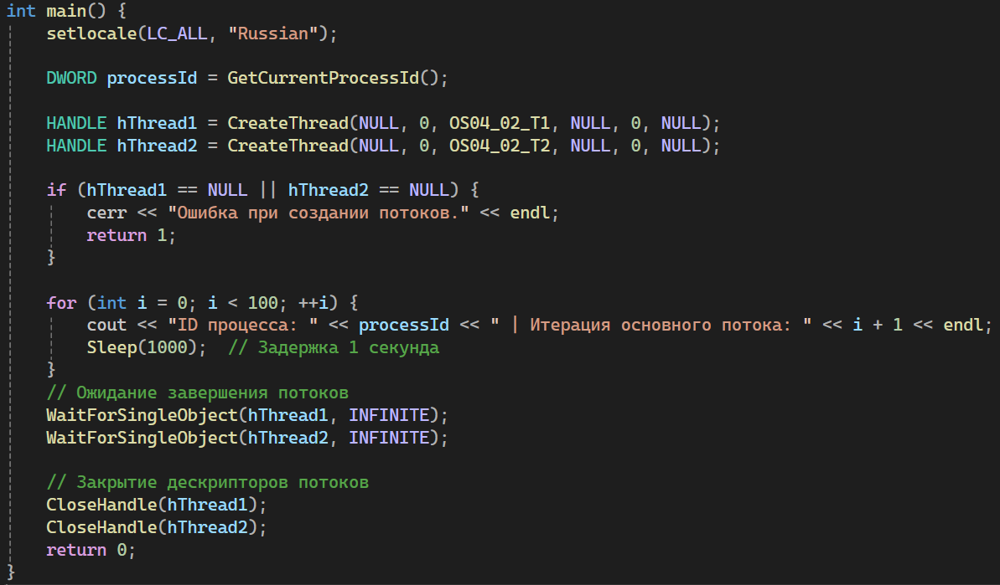 int main() {
setlocale(LC_ALL, "Russian");
DWORD processId = GetCurrentProcessId();
HANDLE hThread1 = CreateThread(NULL, 0, OS04_02_T1, NULL, 0, NULL);
HANDLE hThread2 = CreateThread(NULL, 0, OS04_02_T2, NULL, 0, NULL);
if (hThread1 == NULL || hThread2 == NULL) {
cerr << "Ошибка при создании потоков." << endl;
return 1;
}
for (int i = 0; i < 100; ++i) {
cout << "ID процесса: " << processId << " | Итерация основного потока: " << i + 1 << endl;
Sleep(1000);  // Задержка 1 секунда
}
// Ожидание завершения потоков
WaitForSingleObject(hThread1, INFINITE);
WaitForSingleObject(hThread2, INFINITE);
// Закрытие дескрипторов потоков
CloseHandle(hThread1);
CloseHandle(hThread2);
return 0;
}